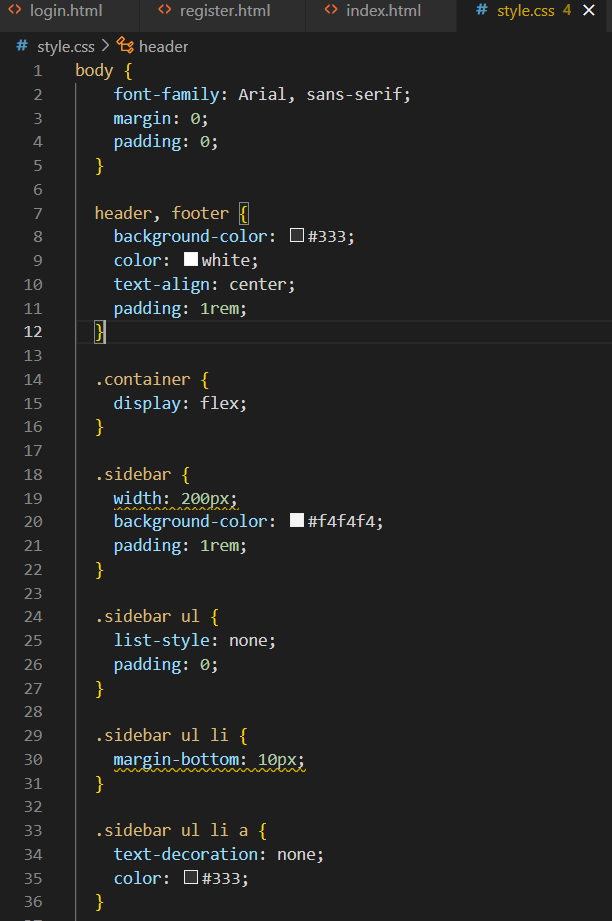 login.html register.html index.html # style.css 4
# style.css header
1 body {
2 font-family: Arial, sans-serif;
3 margin: 0;
4 padding: 0;
5 }
6
7 header, footer {
8 background-color: #333;
9 color: white;
10 text-align: center;
11 padding: 1rem;
12 }
13
14 .container {
15 display: flex;
16 }
17
18 .sidebar {
19 width: 200px;
20 background-color: #f4f4f4;
21 padding: 1rem;
22 }
23
24 .sidebar ul {
25 list-style: none;
26 padding: 0;
27 }
28
29 .sidebar ul li {
30 margin-bottom: 10px;
31 }
32
33 .sidebar ul li a {
34 text-decoration: none;
35 color: #333;
36 }